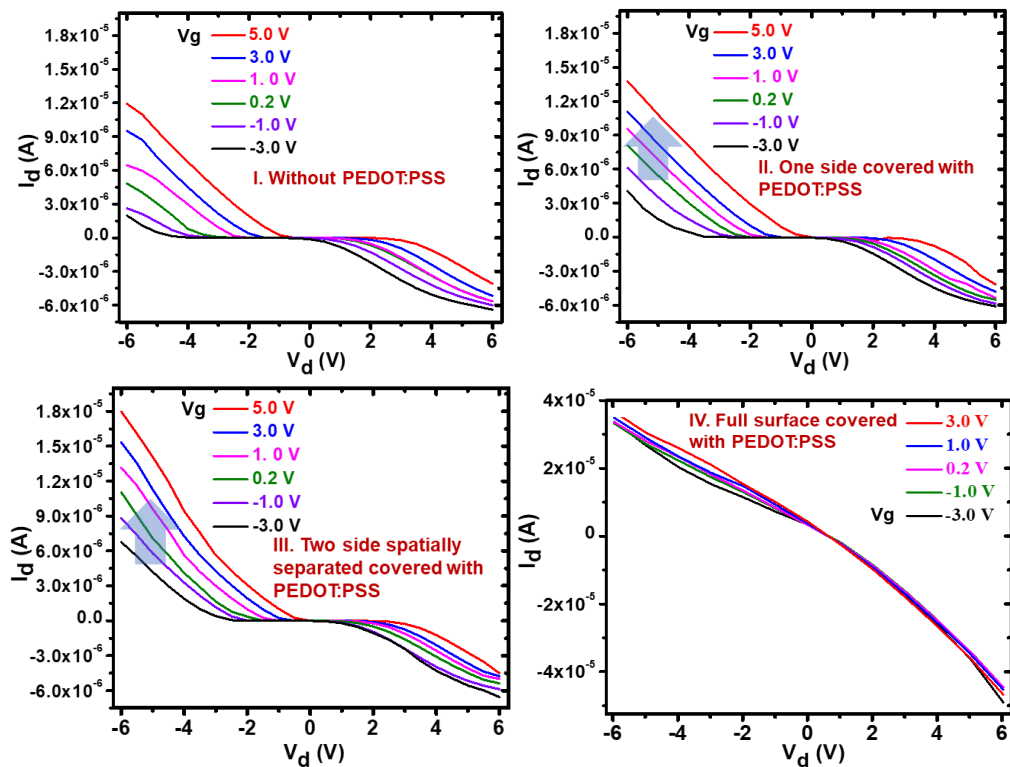 1.8x10⁻⁵
1.5x10⁻⁵
1.2x10⁻⁵
9.0x10⁻⁶
6.0x10⁻⁶
3.0x10⁻⁶
0.0
-3.0x10⁻⁶
-6.0x10⁻⁶
I_d (A)
Vg
5.0 V
3.0 V
1. 0 V
0.2 V
-1.0 V
-3.0 V
I. Without PEDOT:PSS
-6 -4 -2 0 2 4 6
V_d (V)
1.8x10⁻⁵
1.5x10⁻⁵
1.2x10⁻⁵
9.0x10⁻⁶
6.0x10⁻⁶
3.0x10⁻⁶
0.0
-3.0x10⁻⁶
-6.0x10⁻⁶
I_d (A)
Vg
5.0 V
3.0 V
1. 0 V
0.2 V
-1.0 V
-3.0 V
II. One side covered with
PEDOT:PSS
-6 -4 -2 0 2 4 6
V_d (V)
1.8x10⁻⁵
1.5x10⁻⁵
1.2x10⁻⁵
9.0x10⁻⁶
6.0x10⁻⁶
3.0x10⁻⁶
0.0
-3.0x10⁻⁶
-6.0x10⁻⁶
I_d (A)
Vg
5.0 V
3.0 V
1. 0 V
0.2 V
-1.0 V
-3.0 V
III. Two side spatially
separated covered with
PEDOT:PSS
-6 -4 -2 0 2 4 6
V_d (V)
4x10⁻⁵
2x10⁻⁵
0
-2x10⁻⁵
-4x10⁻⁵
I_d (A)
IV. Full surface covered
with PEDOT:PSS
3.0 V
1.0 V
0.2 V
-1.0 V
Vg
-3.0 V
-6 -4 -2 0 2 4 6
V_d (V)